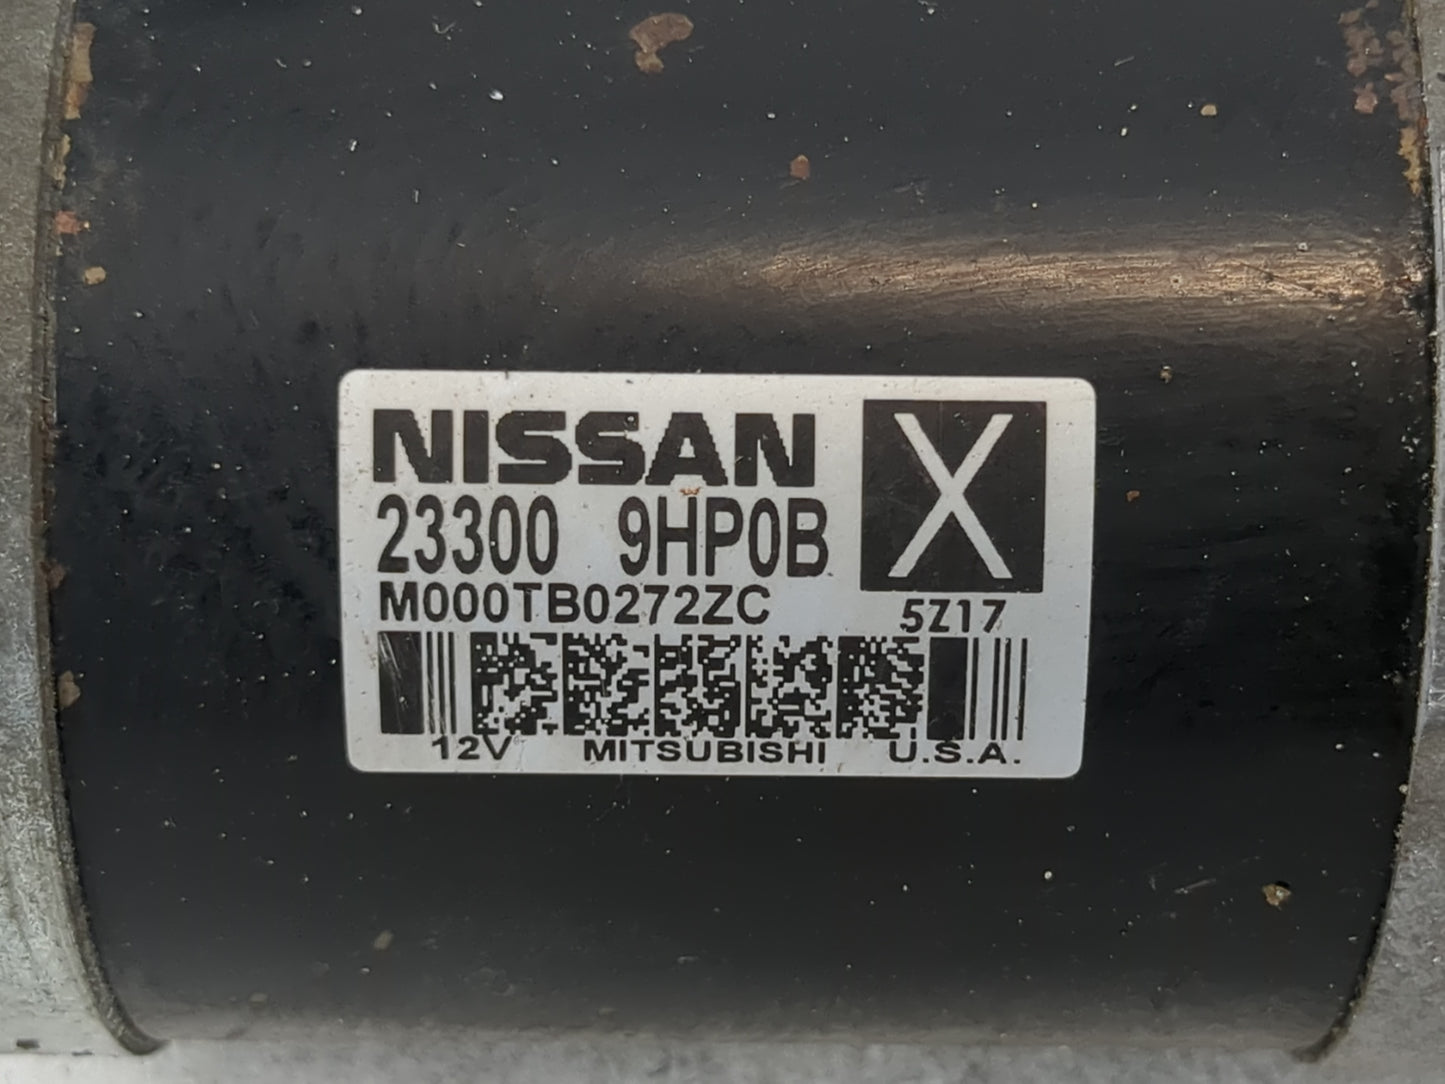 NISSAN
X
23300 9HP0B
M000TB0272ZC 5Z17
12V MITSUBISHI U.S.A.